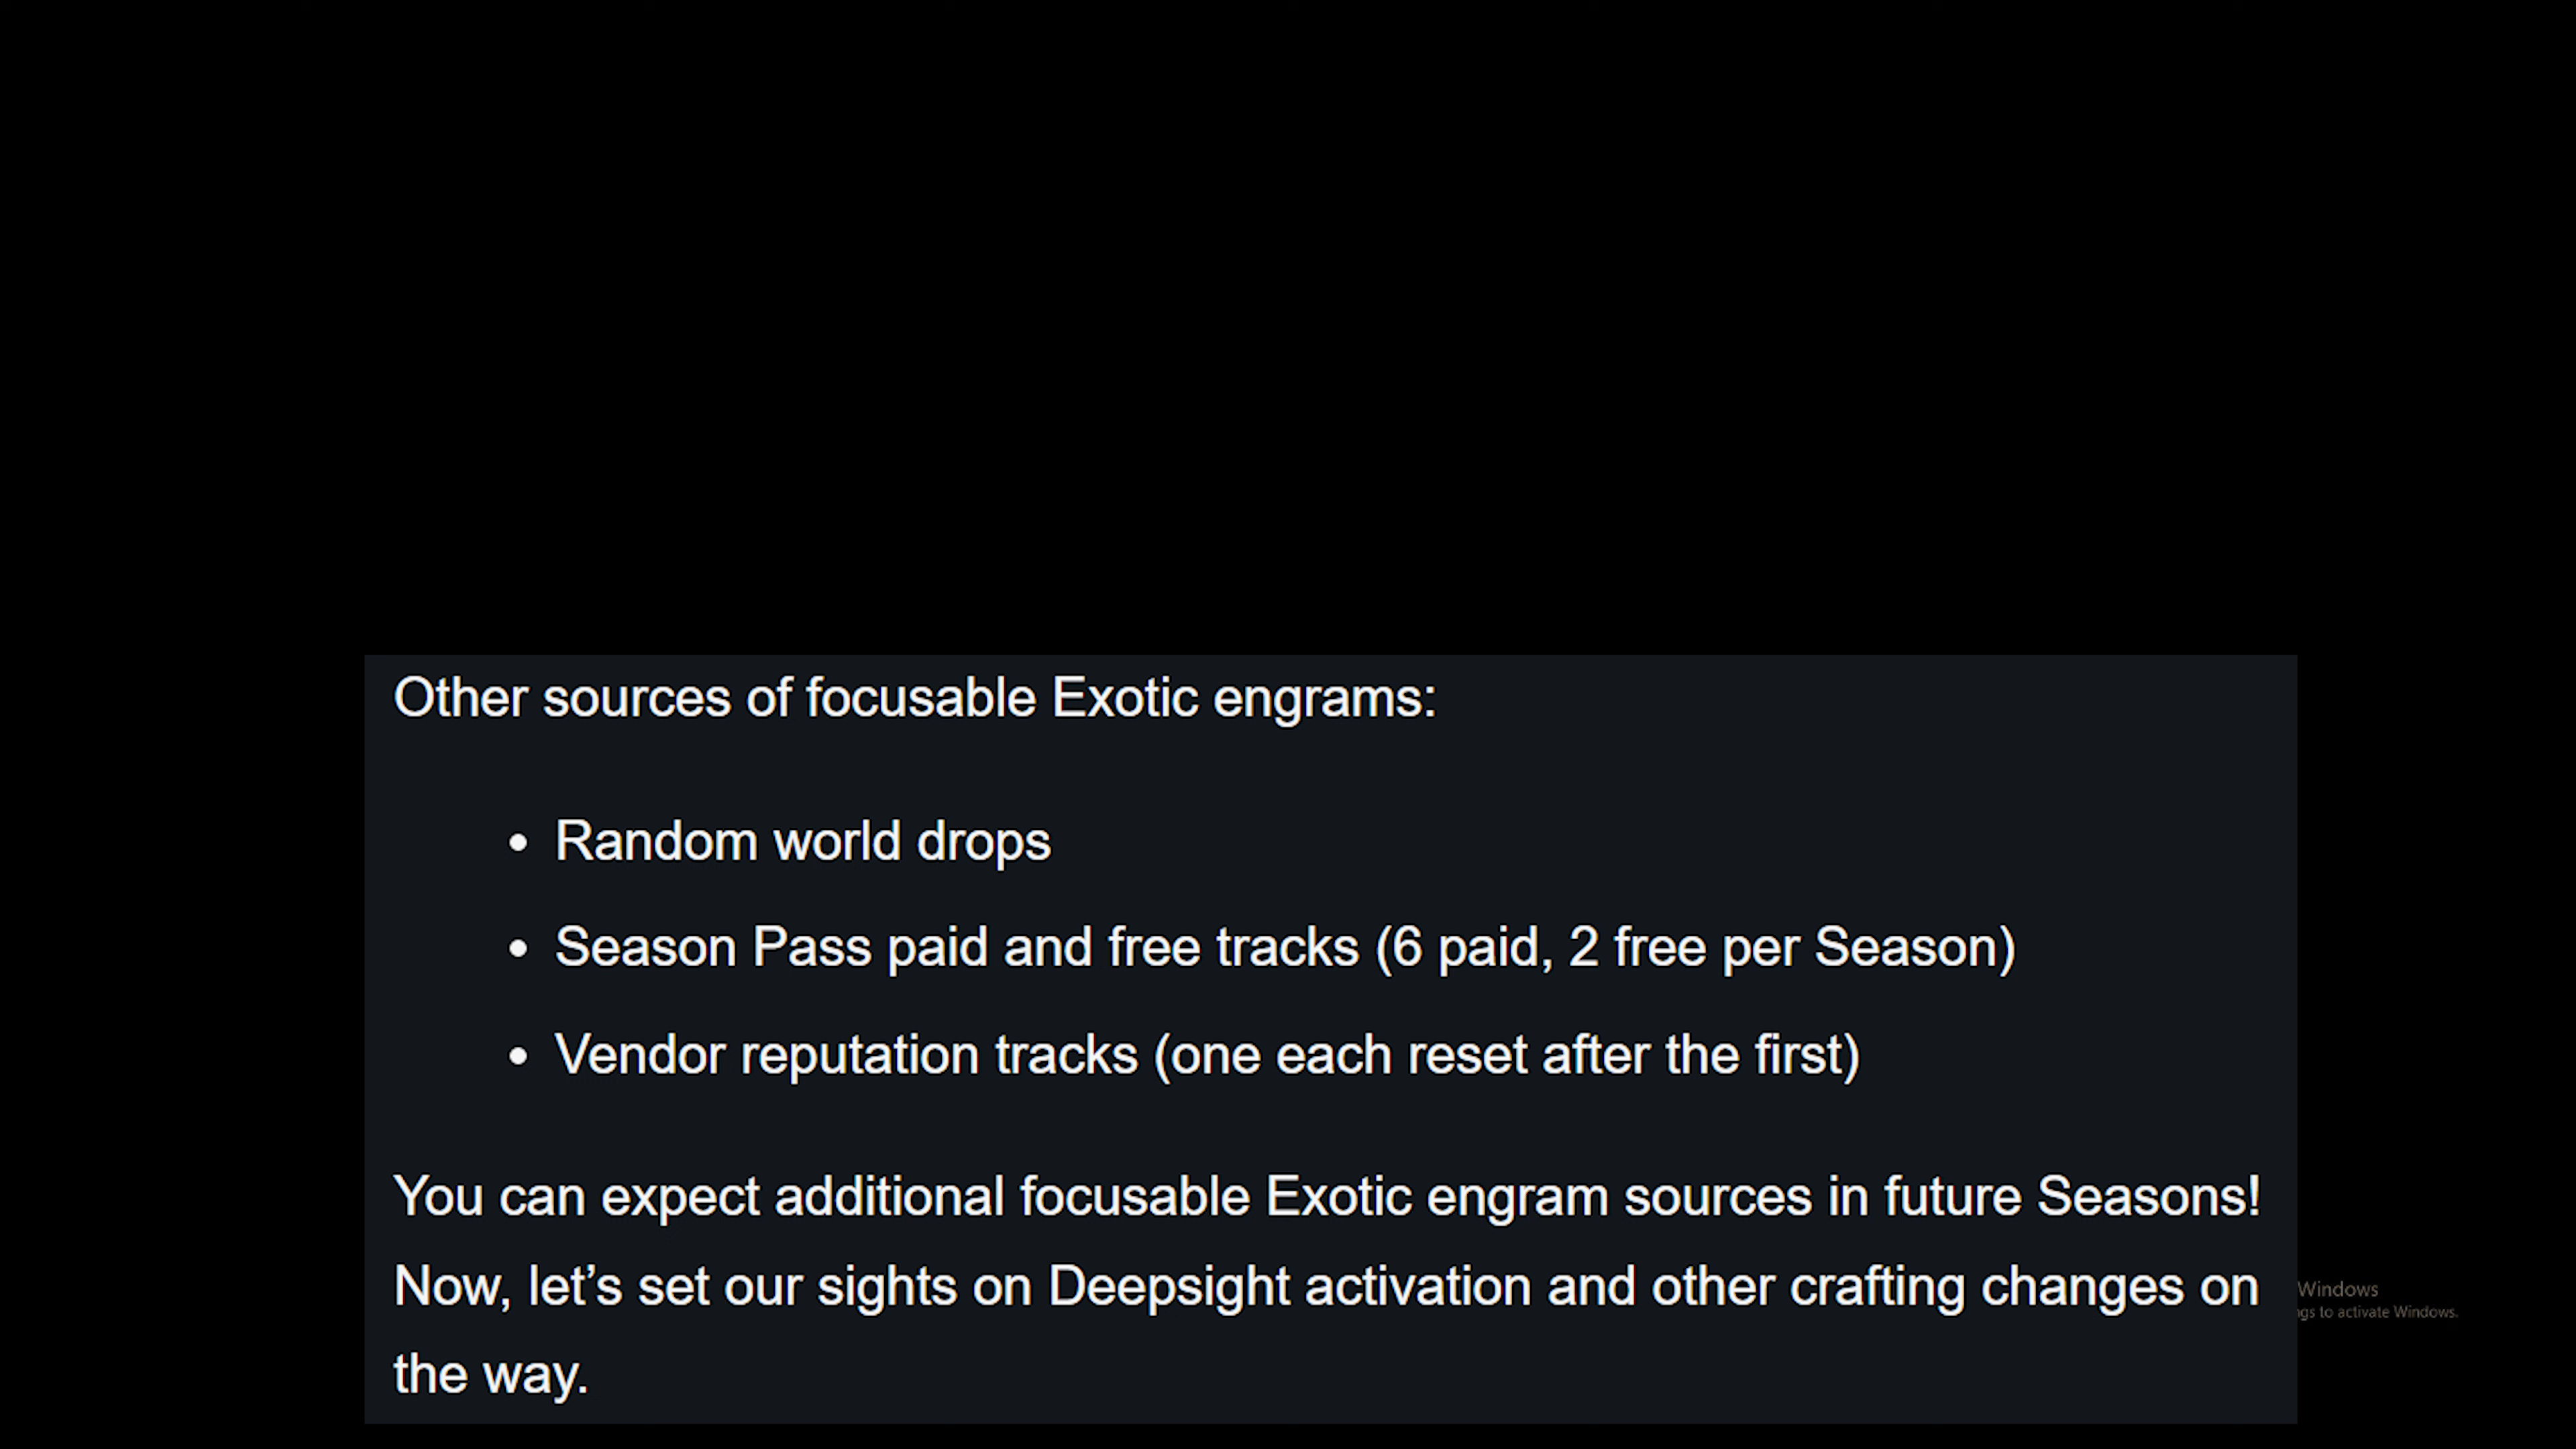 Other sources of focusable Exotic engrams:
• Random world drops
• Season Pass paid and free tracks (6 paid, 2 free per Season)
• Vendor reputation tracks (one each reset after the first)
You can expect additional focusable Exotic engram sources in future Seasons!
Now, let’s set our sights on Deepsight activation and other crafting changes on
Windows
gs to activate Windows.
the way.